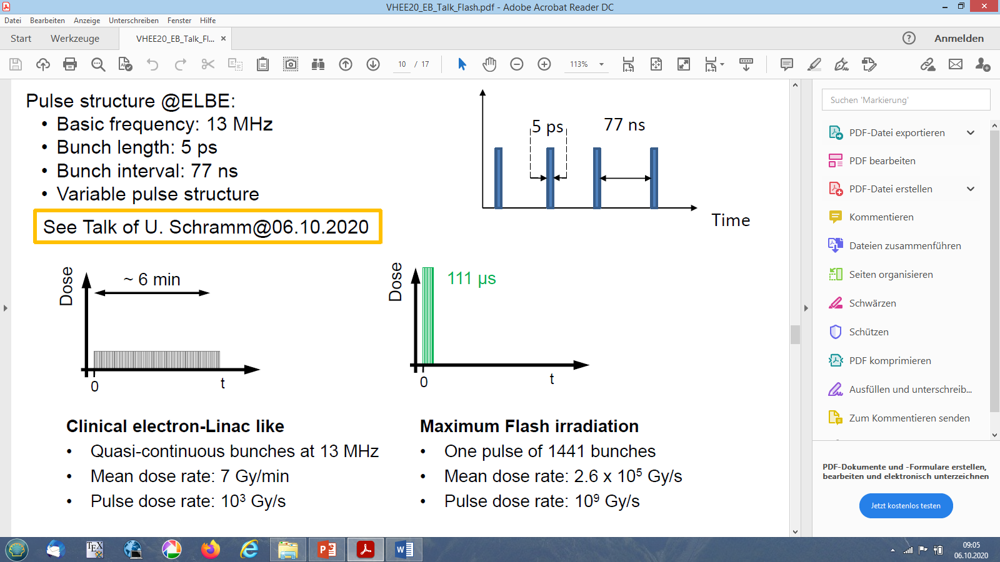 VHEE20_EB_Talk_Flash.pdf - Adobe Acrobat Reader DC
Datei Bearbeiten Anzeige Unterschreiben Fenster Hilfe
Start Werkzeuge VHEE20_EB_Talk_Fl... × Anmelden
10 / 17 113%
Pulse structure @ELBE:
• Basic frequency: 13 MHz
• Bunch length: 5 ps
• Bunch interval: 77 ns
• Variable pulse structure
See Talk of U. Schramm@06.10.2020
5 ps 77 ns
Time
Dose
~ 6 min
0 t
Dose
111 µs
0 t
Clinical electron-Linac like
• Quasi-continuous bunches at 13 MHz
• Mean dose rate: 7 Gy/min
• Pulse dose rate: 10³ Gy/s
Maximum Flash irradiation
• One pulse of 1441 bunches
• Mean dose rate: 2.6 x 10⁵ Gy/s
• Pulse dose rate: 10⁹ Gy/s
Suchen 'Markierung'
PDF-Datei exportieren
PDF bearbeiten
PDF-Datei erstellen
Kommentieren
Dateien zusammenführen
Seiten organisieren
Schwärzen
Schützen
PDF komprimieren
Ausfüllen und unterschreib...
Zum Kommentieren senden
PDF-Dokumente und -Formulare erstellen,
bearbeiten und elektronisch unterzeichnen
Jetzt kostenlos testen
TEX
09:05
06.10.2020